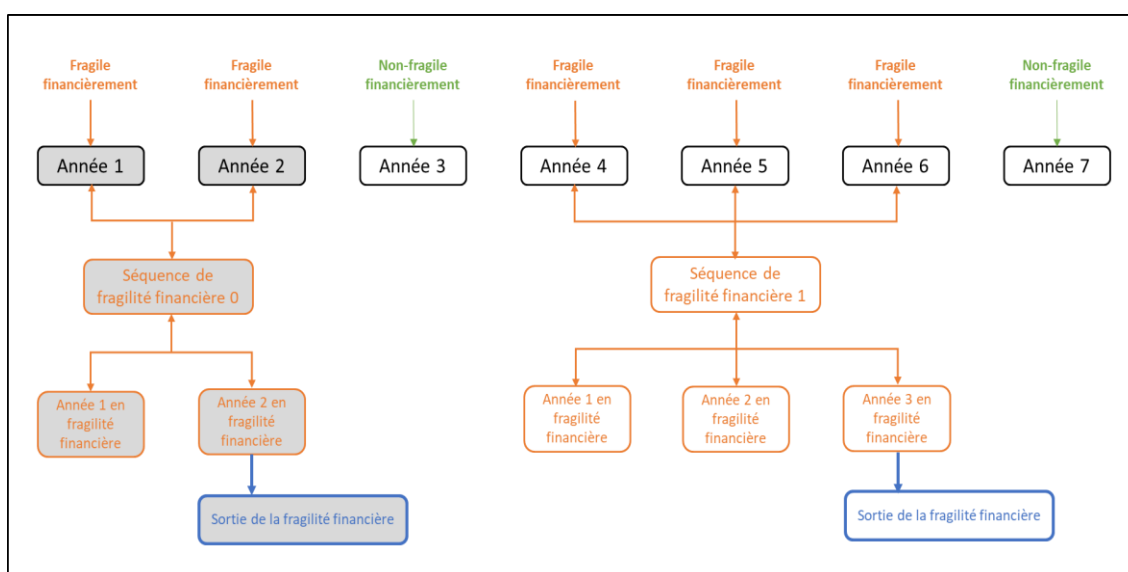 Fragile
financièrement
Fragile
financièrement
Non-fragile
financièrement
Fragile
financièrement
Fragile
financièrement
Fragile
financièrement
Non-fragile
financièrement
Année 1
Année 2
Année 3
Année 4
Année 5
Année 6
Année 7
Séquence de
fragilité financière 0
Séquence de
fragilité financière 1
Année 1 en
fragilité
financière
Année 2 en
fragilité
financière
Année 1 en
fragilité
financière
Année 2 en
fragilité
financière
Année 3 en
fragilité
financière
Sortie de la fragilité financière
Sortie de la fragilité financière